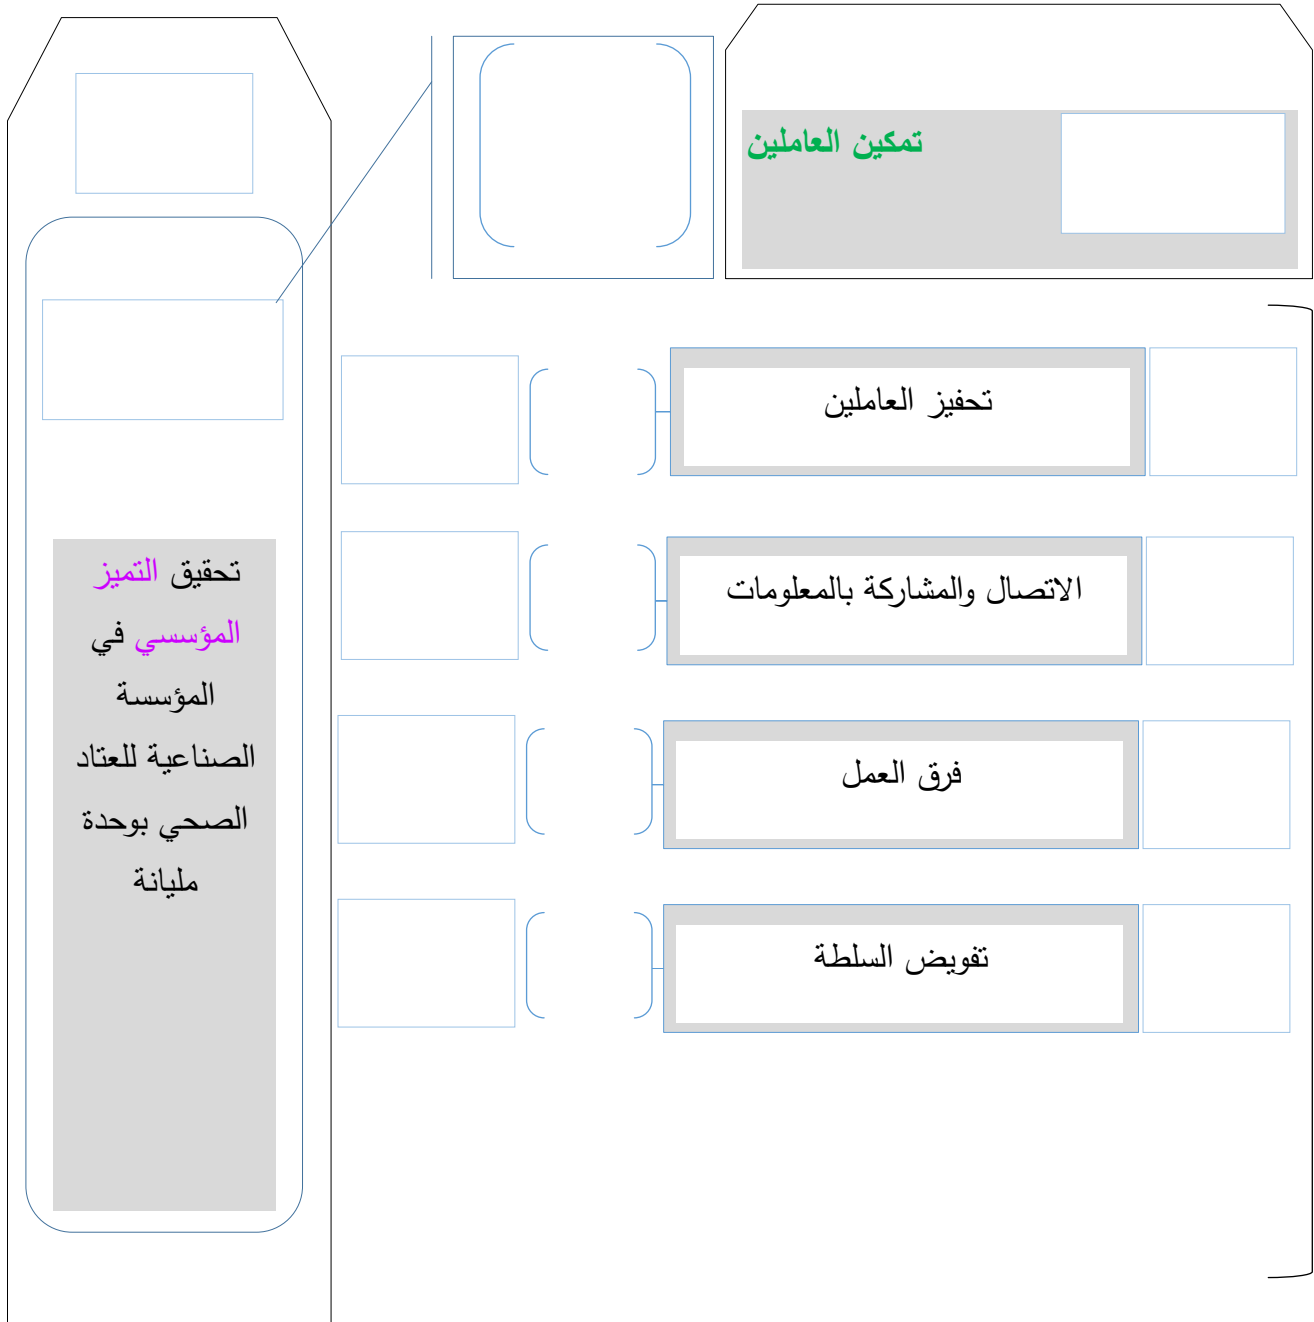 تمكين العاملين
تحفيز العاملين
الاتصال والمشاركة بالمعلومات
فرق العمل
تفويض السلطة
تحقيق التميز
المؤسسي في
المؤسسة
الصناعية للعتاد
الصحي بوحدة
مليانة